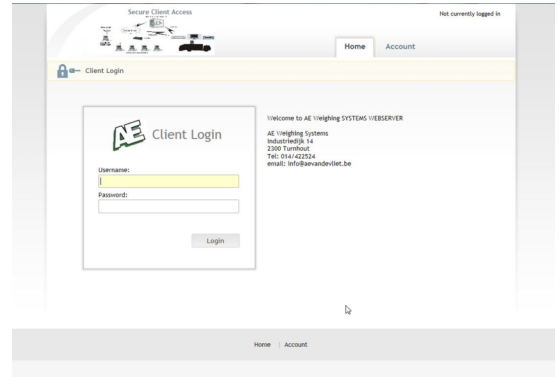 Secure Client Access
Not currently logged in
Home Account
Client Login
AE Client Login
Username:
Password:
Login
Welcome to AE Weighing SYSTEMS WEBSERVER
AE Weighing Systems
Industriedijk 14
2300 Turnhout
Tel: 014/422524
email: info@aevandevliet.be
Home | Account